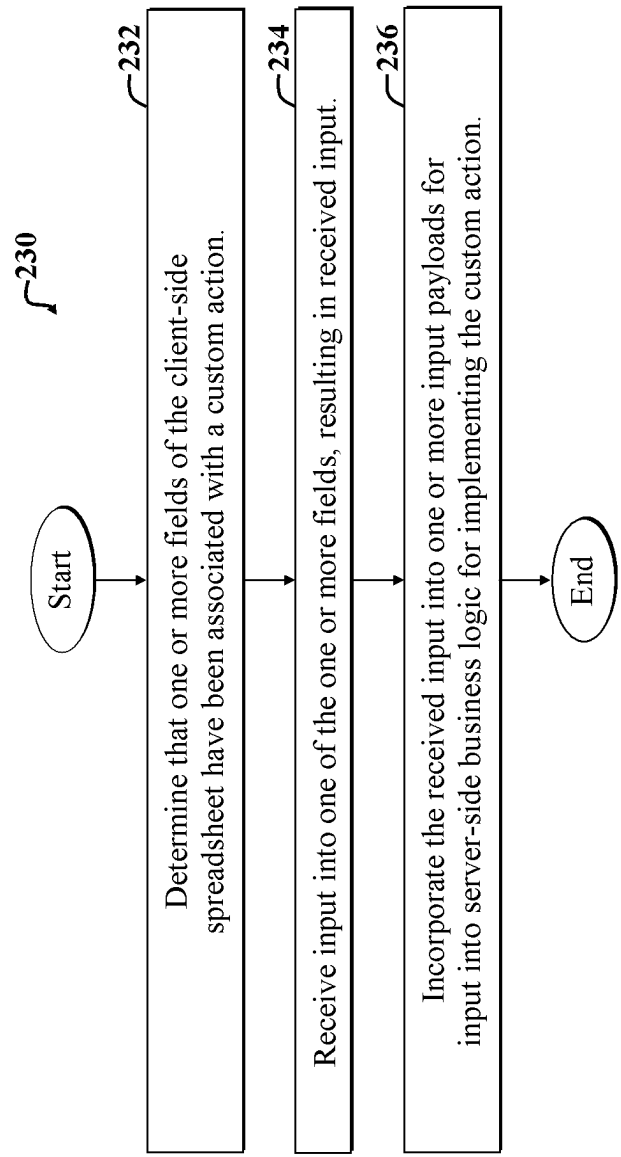 230
Start
232
Determine that one or more fields of the client-side
spreadsheet have been associated with a custom action.
234
Receive input into one of the one or more fields, resulting in received input.
236
Incorporate the received input into one or more input payloads for
input into server-side business logic for implementing the custom action.
End